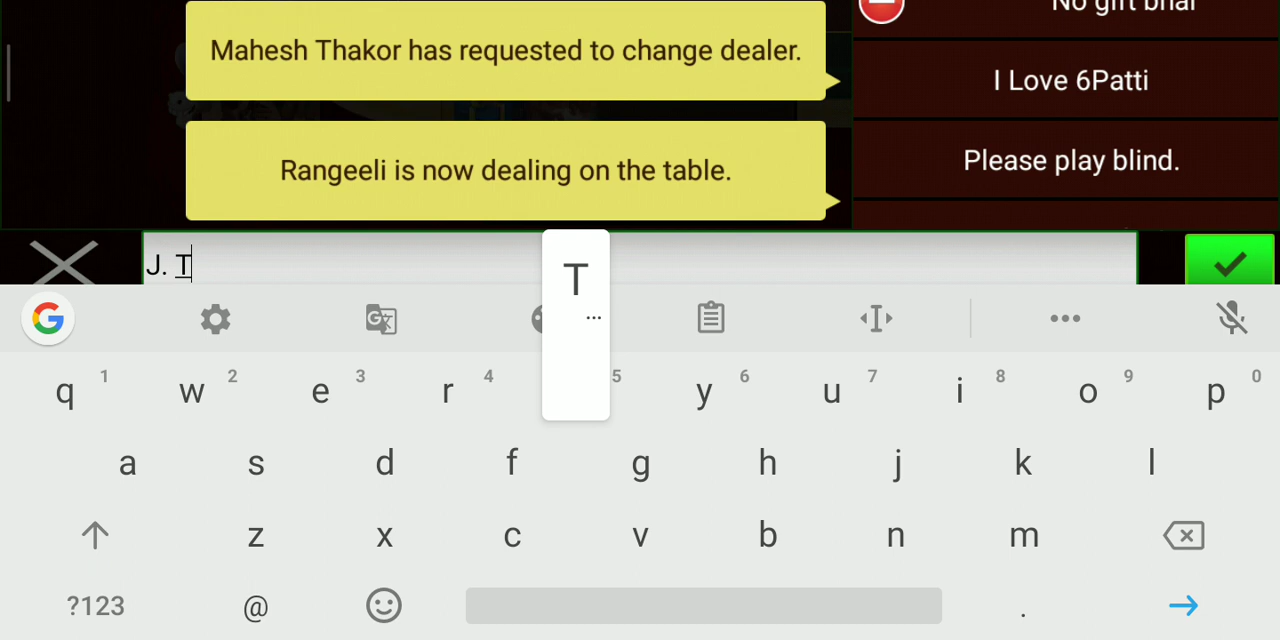 No gift bhai
Mahesh Thakor has requested to change dealer.
I Love 6Patti
Please play blind.
Rangeeli is now dealing on the table.
J. T
T
...
q 1 w 2 e 3 r 4 5 y 6 u 7 i 8 o 9 p 0
a s d f g h j k l
z x c v b n m
?123 @ .